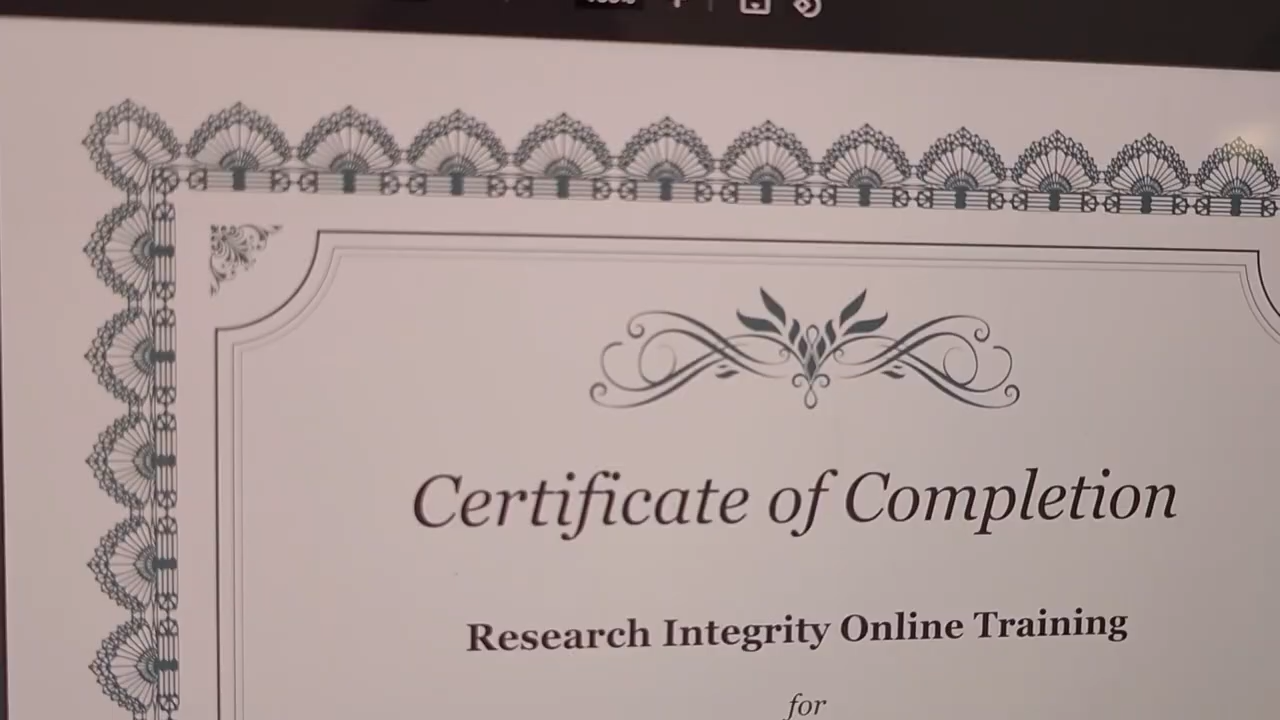 Certificate of Completion
Research Integrity Online Training
for